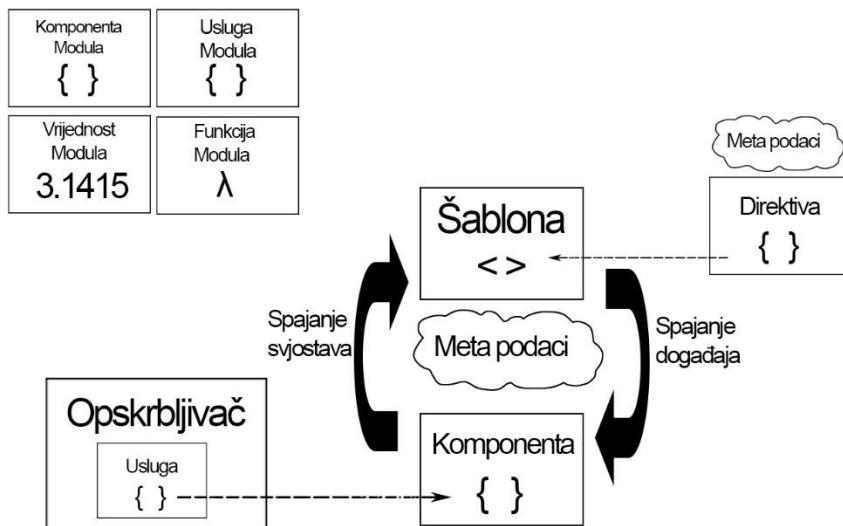 Komponenta
Modula
{ }
Usluga
Modula
{ }
Vrijednost
Modula
3.1415
Funkcija
Modula
λ
Meta podaci
Direktiva
{ }
Šablona
< >
Spajanje
svjostava
Meta podaci
Spajanje
događaja
Opskrbljivač
Usluga
{ }
Komponenta
{ }